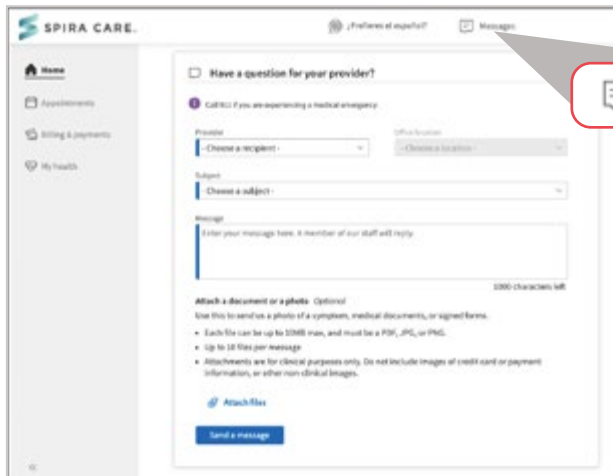 SPIRA CARE.
¿Prefieres el español?
Messages
Home
Appointments
Billing & payments
My health
Have a question for your provider?
Call 911 if you are experiencing a medical emergency
Provider
Office location
- Choose a recipient -
- Choose a location -
Subject
- Choose a subject -
Message
Enter your message here. A member of our staff will reply.
1000 characters left
Attach a document or a photo Optional
Use this to send us a photo of a symptom, medical documents, or signed forms.
• Each file can be up to 10MB max, and must be a PDF, JPG, or PNG.
• Up to 10 files per message
• Attachments are for clinical purposes only. Do not include images of credit card or payment
information, or other non clinical images.
Attach files
Send a message